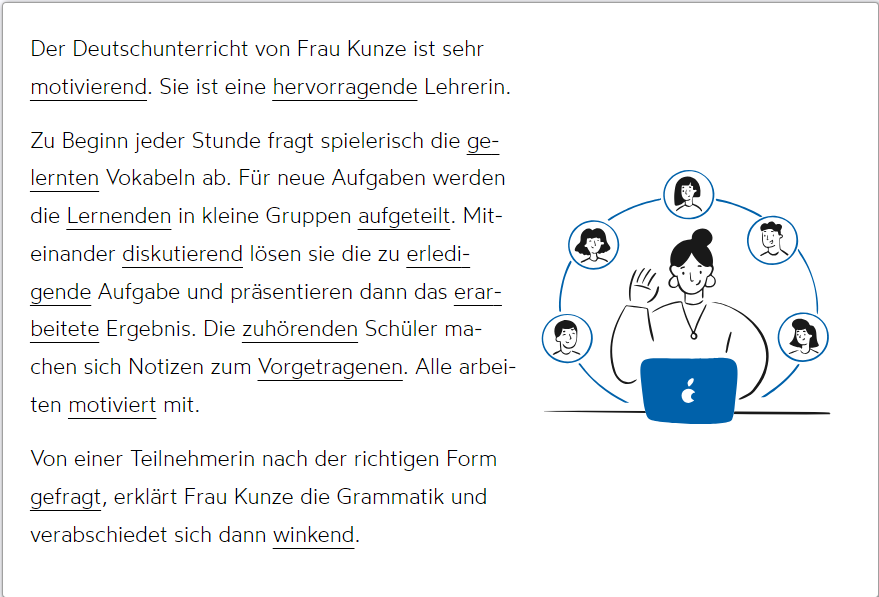 Der Deutschunterricht von Frau Kunze ist sehr
motivierend. Sie ist eine hervorragende Lehrerin.
Zu Beginn jeder Stunde fragt spielerisch die ge-
lernten Vokabeln ab. Für neue Aufgaben werden
die Lernenden in kleine Gruppen aufgeteilt. Mit-
einander diskutierend lösen sie die zu erledi-
gende Aufgabe und präsentieren dann das erar-
beitete Ergebnis. Die zuhörenden Schüler ma-
chen sich Notizen zum Vorgetragenen. Alle arbei-
ten motiviert mit.
Von einer Teilnehmerin nach der richtigen Form
gefragt, erklärt Frau Kunze die Grammatik und
verabschiedet sich dann winkend.